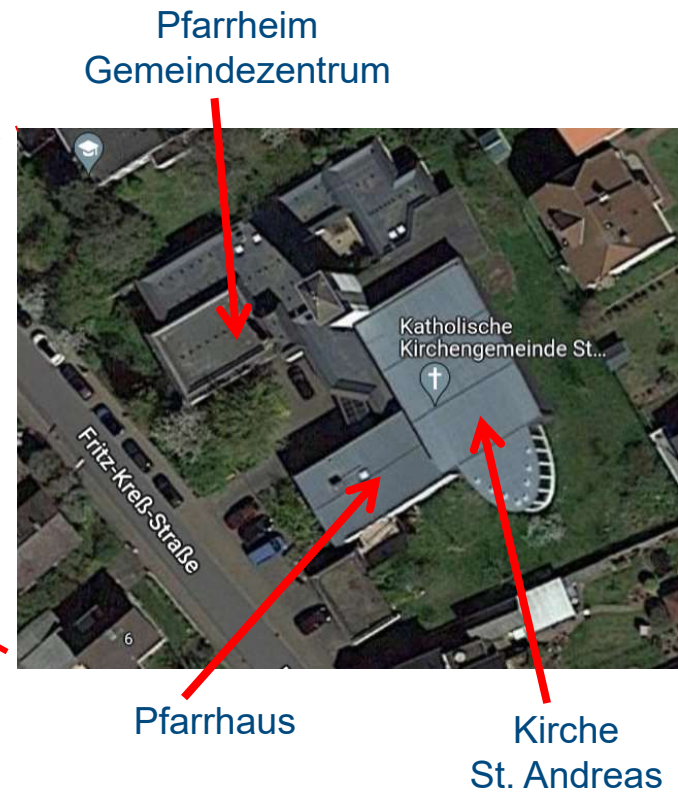 Pfarrheim
Gemeindezentrum
Katholische
Kirchengemeinde St...
Fritz-Kreß-Straße
6
Pfarrhaus
Kirche
St. Andreas